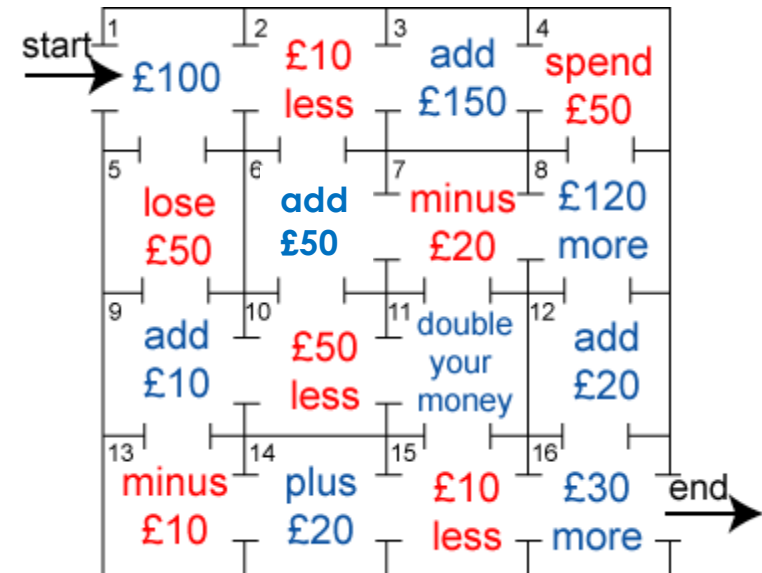 1
start
£100
2
£10
less
3
add
£150
4
spend
£50
5
lose
£50
6
add
£50
7
minus
£20
8
£120
more
9
add
£10
10
£50
less
11
double
your
money
12
add
£20
13
minus
£10
14
plus
£20
15
£10
less
16
£30
more
end